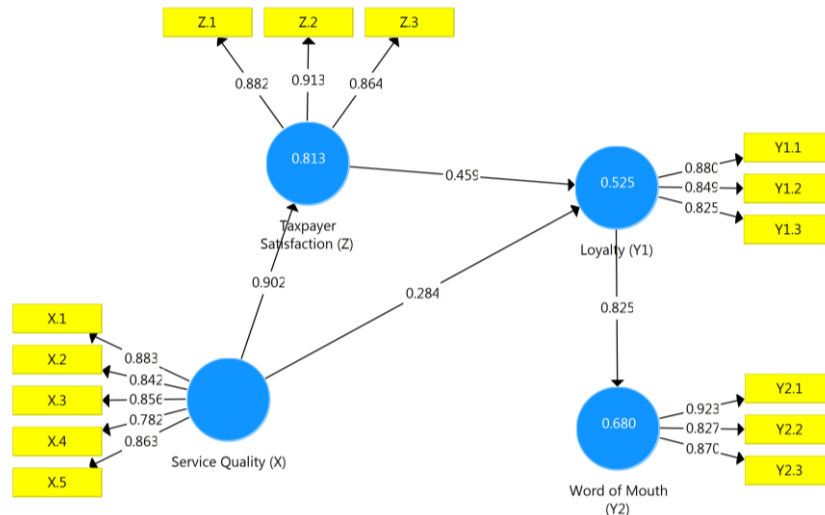 Z.1
Z.2
Z.3
0.882
0.913
0.864
0.813
Taxpayer
Satisfaction (Z)
0.459
0.525
Loyalty (Y1)
0.880
0.849
0.825
Y1.1
Y1.2
Y1.3
0.902
0.284
0.825
X.1
X.2
X.3
X.4
X.5
0.883
0.842
0.856
0.782
0.863
Service Quality (X)
0.680
Word of Mouth
(Y2)
0.923
0.827
0.870
Y2.1
Y2.2
Y2.3